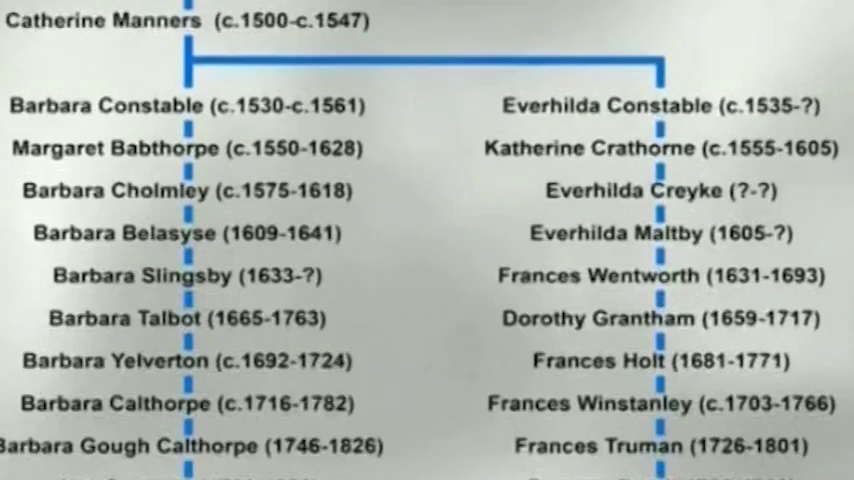 Catherine Manners (c.1500-c.1547)
Barbara Constable (c.1530-c.1561)
Everhilda Constable (c.1535-?)
Margaret Babthorpe (c.1550-1628)
Katherine Crathorne (c.1555-1605)
Barbara Cholmley (c.1575-1618)
Everhilda Creyke (?-?)
Barbara Belasyse (1609-1641)
Everhilda Maltby (1605-?)
Barbara Slingsby (1633-?)
Frances Wentworth (1631-1693)
Barbara Talbot (1665-1763)
Dorothy Grantham (1659-1717)
Barbara Yelverton (c.1692-1724)
Frances Holt (1681-1771)
Barbara Calthorpe (c.1716-1782)
Frances Winstanley (c.1703-1766)
Barbara Gough Calthorpe (1746-1826)
Frances Truman (1726-1801)